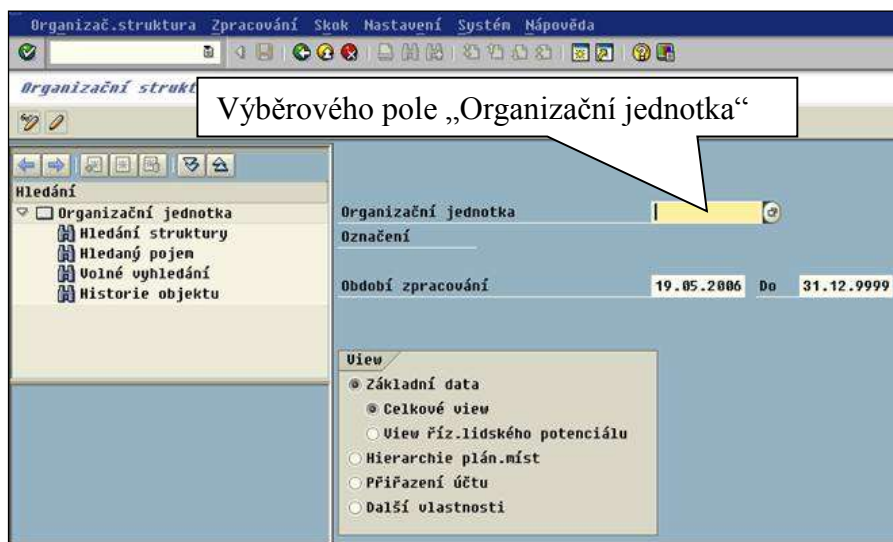 Organizač.struktura Zpracování Skok Nastavení Systém Nápověda
Organizační strukt
Výběrového pole „Organizační jednotka“
Hledání
Organizační jednotka
Hledání struktury
Hledaný pojem
Volné vyhledání
Historie objektu
Organizační jednotka
Označení
Období zpracování 19.05.2006 Do 31.12.9999
View
Základní data
Celkové view
View říz.lidského potenciálu
Hierarchie plán.míst
Přiřazení účtu
Další vlastnosti